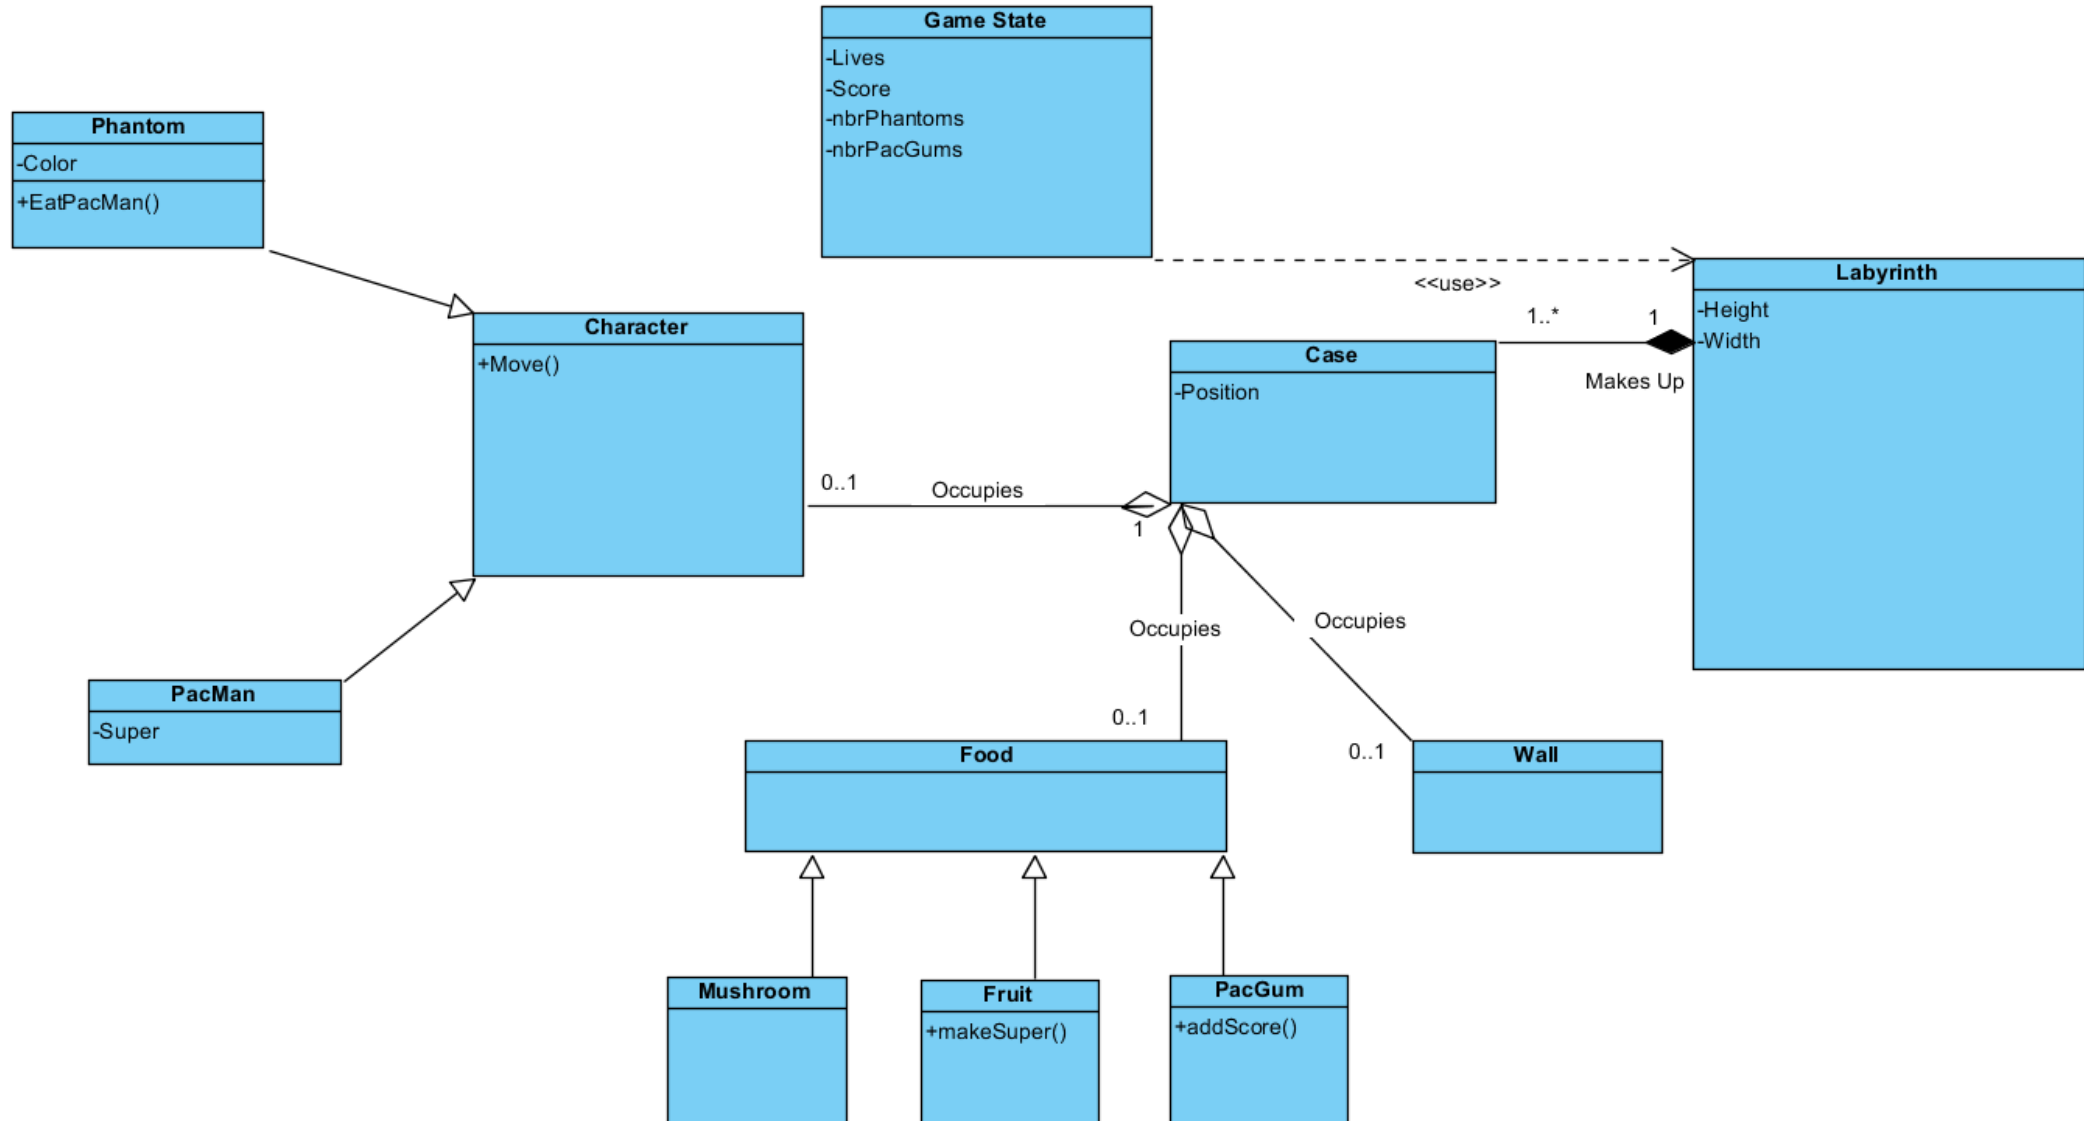 Game State
-Lives
-Score
-nbrPhantoms
-nbrPacGums
Phantom
-Color
+EatPacMan()
<<use>>
Labyrinth
-Height
-Width
1..*
1
Makes Up
Character
+Move()
Case
-Position
0..1
Occupies
1
Occupies
0..1
Occupies
0..1
PacMan
-Super
Food
Wall
Mushroom
Fruit
+makeSuper()
PacGum
+addScore()